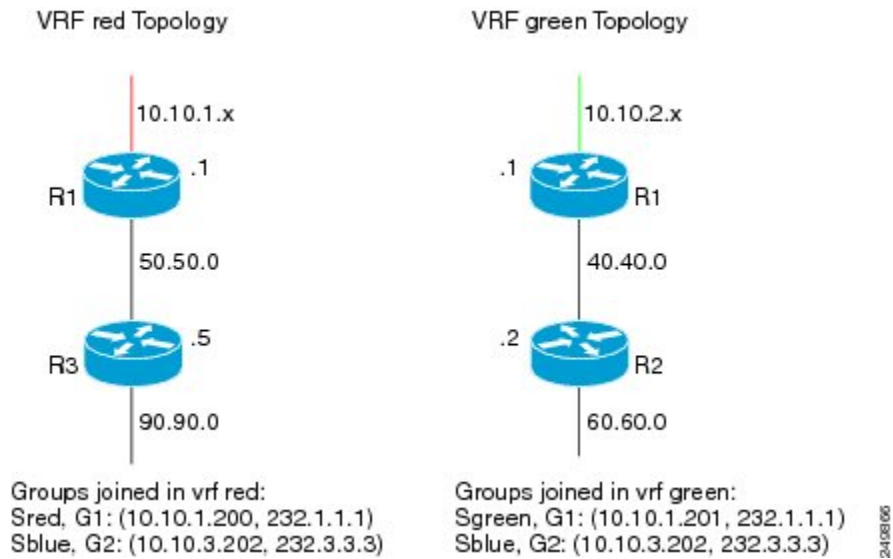 VRF red Topology
10.10.1.x
.1
R1
50.50.0
.5
R3
90.90.0
Groups joined in vrf red:
Sred, G1: (10.10.1.200, 232.1.1.1)
Sblue, G2: (10.10.3.202, 232.3.3.3)
VRF green Topology
10.10.2.x
.1
R1
40.40.0
.2
R2
60.60.0
Groups joined in vrf green:
Sgreen, G1: (10.10.1.201, 232.1.1.1)
Sblue, G2: (10.10.3.202, 232.3.3.3)